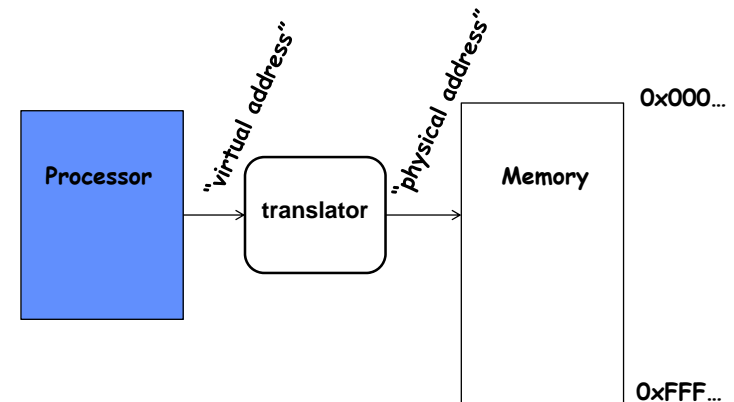 Processor
"virtual address"
translator
"physical address"
Memory
0x000…
0xFFF…